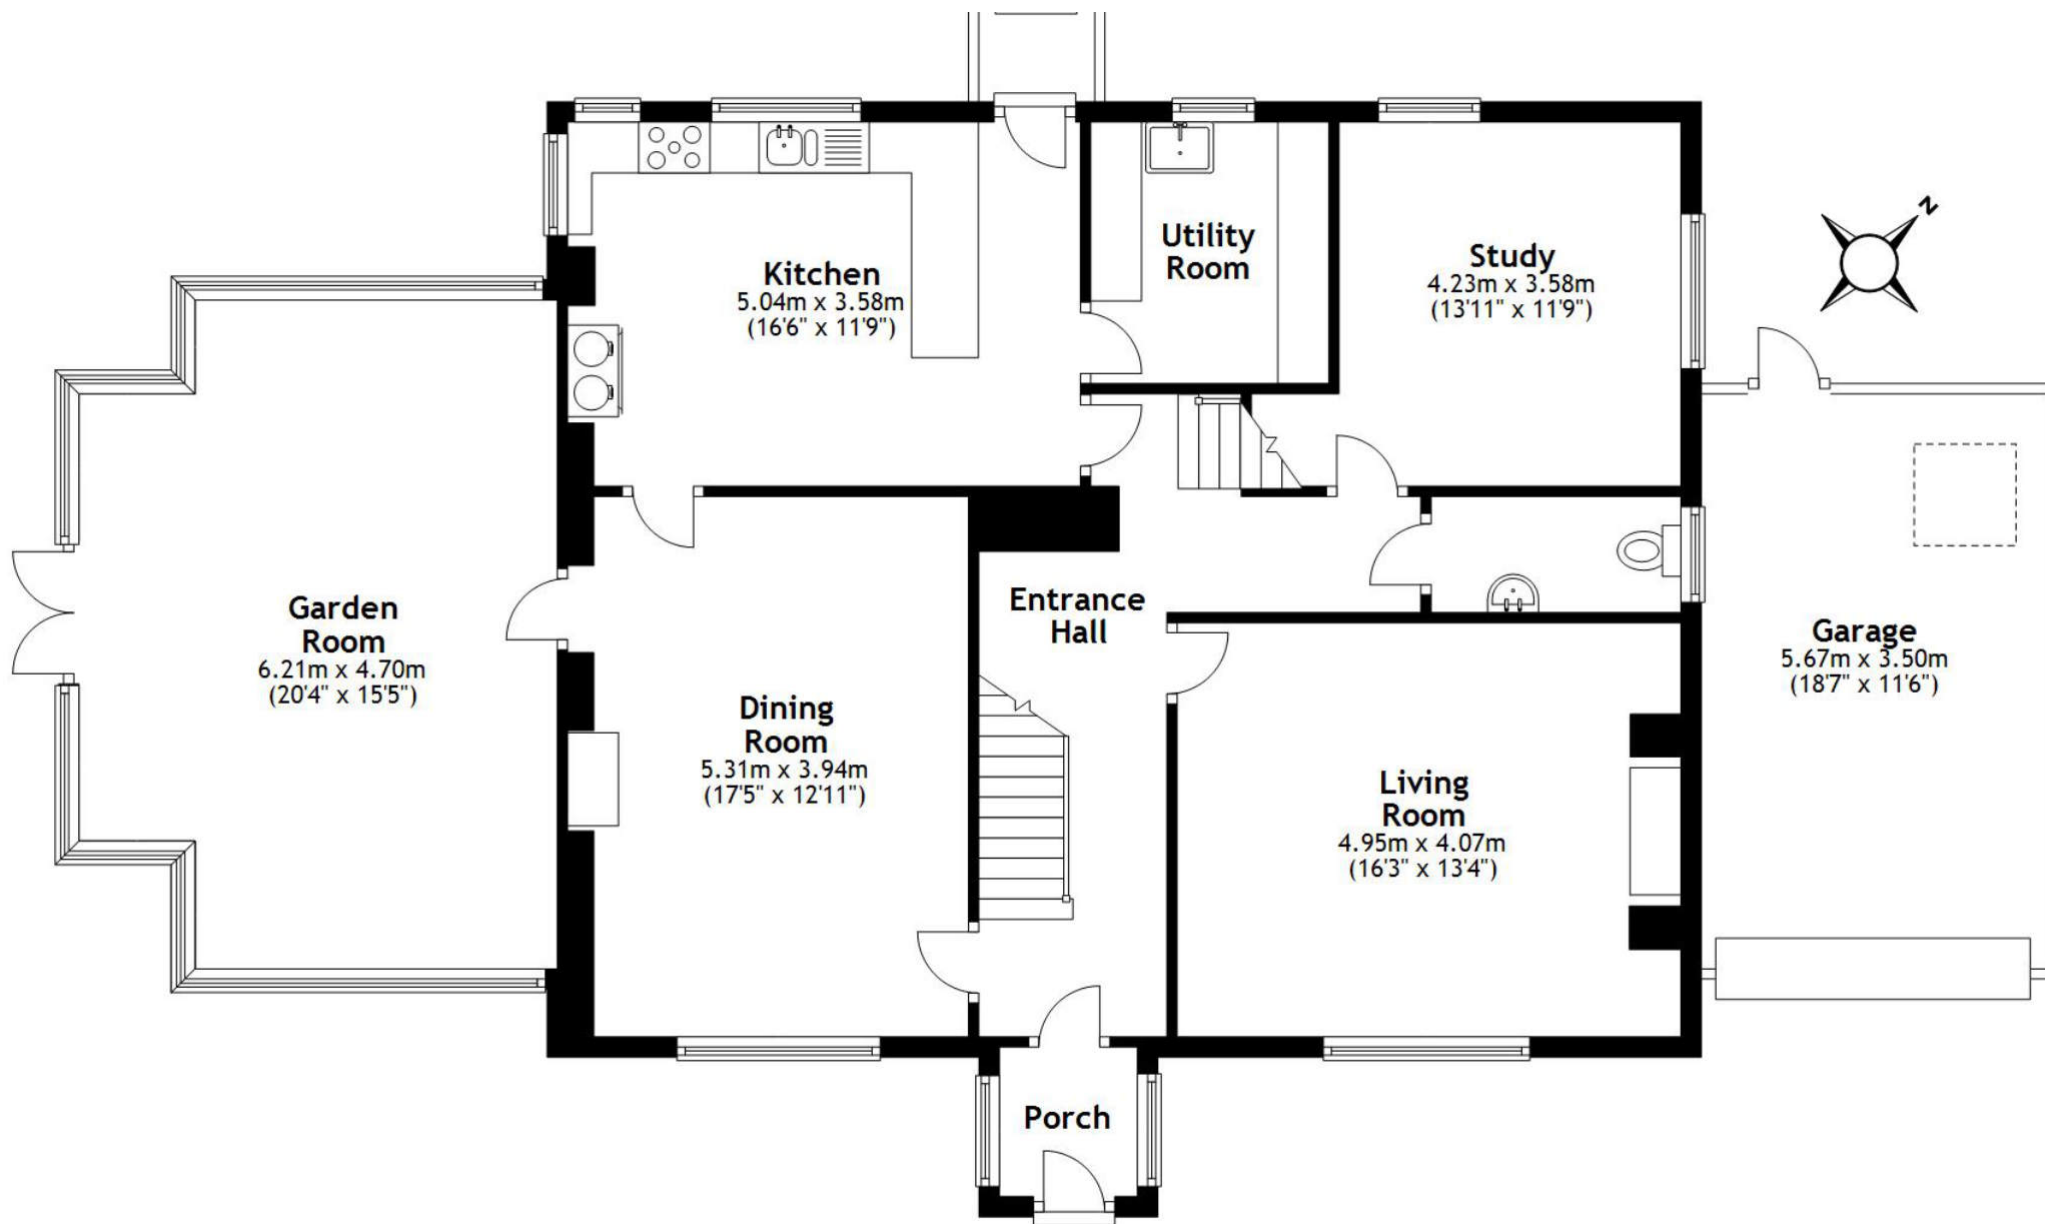 Kitchen
5.04m x 3.58m
(16'6" x 11'9")
Utility
Room
Study
4.23m x 3.58m
(13'11" x 11'9")
N
Garden
Room
6.21m x 4.70m
(20'4" x 15'5")
Dining
Room
5.31m x 3.94m
(17'5" x 12'11")
Entrance
Hall
Living
Room
4.95m x 4.07m
(16'3" x 13'4")
Garage
5.67m x 3.50m
(18'7" x 11'6")
Porch